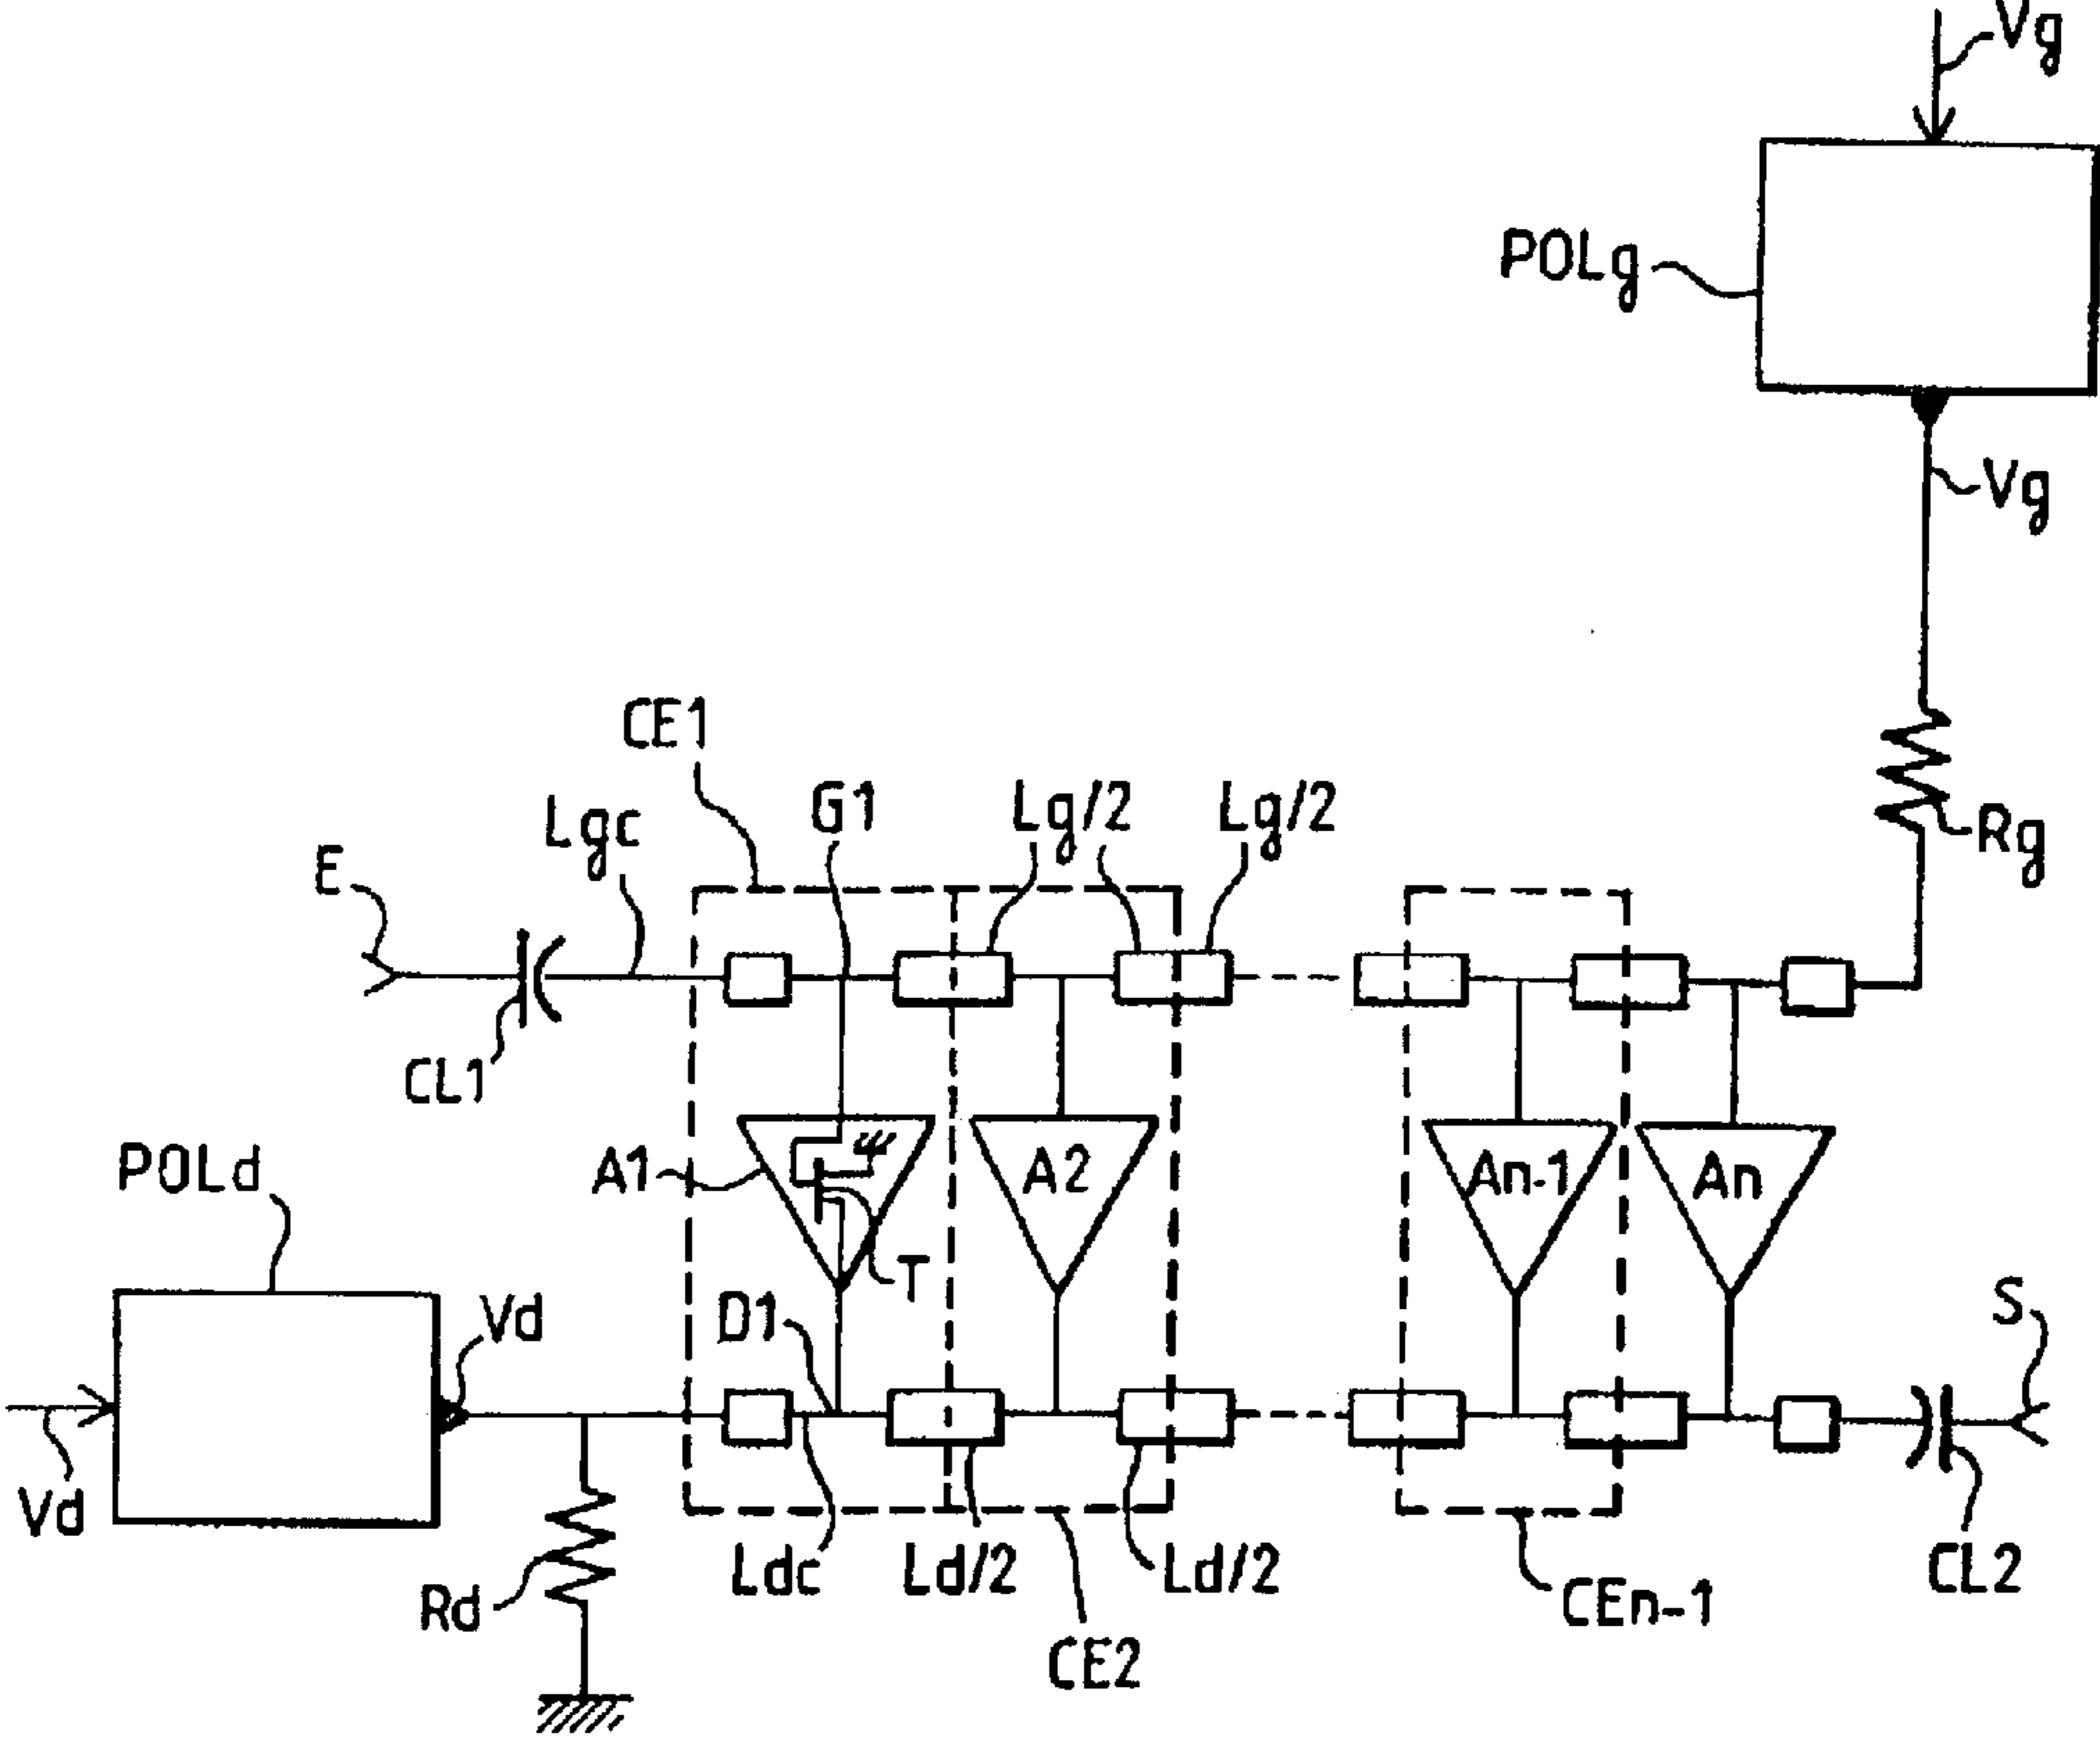 Vg
POLg
Vg
Rg
CE1
Lgc
G1
Lg/2
Lg/2
E
CL1
A1
A2
An-1
An
T
POLd
Vd
D1
S
Vd
Rd
Ldc
Ld/2
Ld/2
CE2
CEn-1
CL2